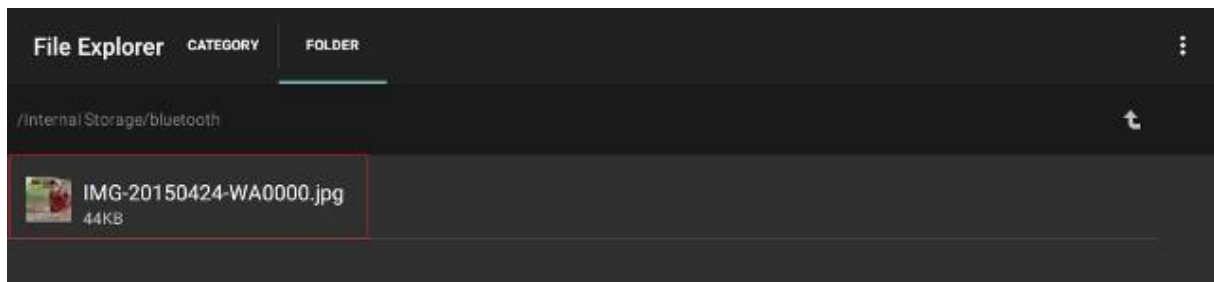 File Explorer CATEGORY FOLDER
/Internal Storage/bluetooth
IMG-20150424-WA0000.jpg
44KB